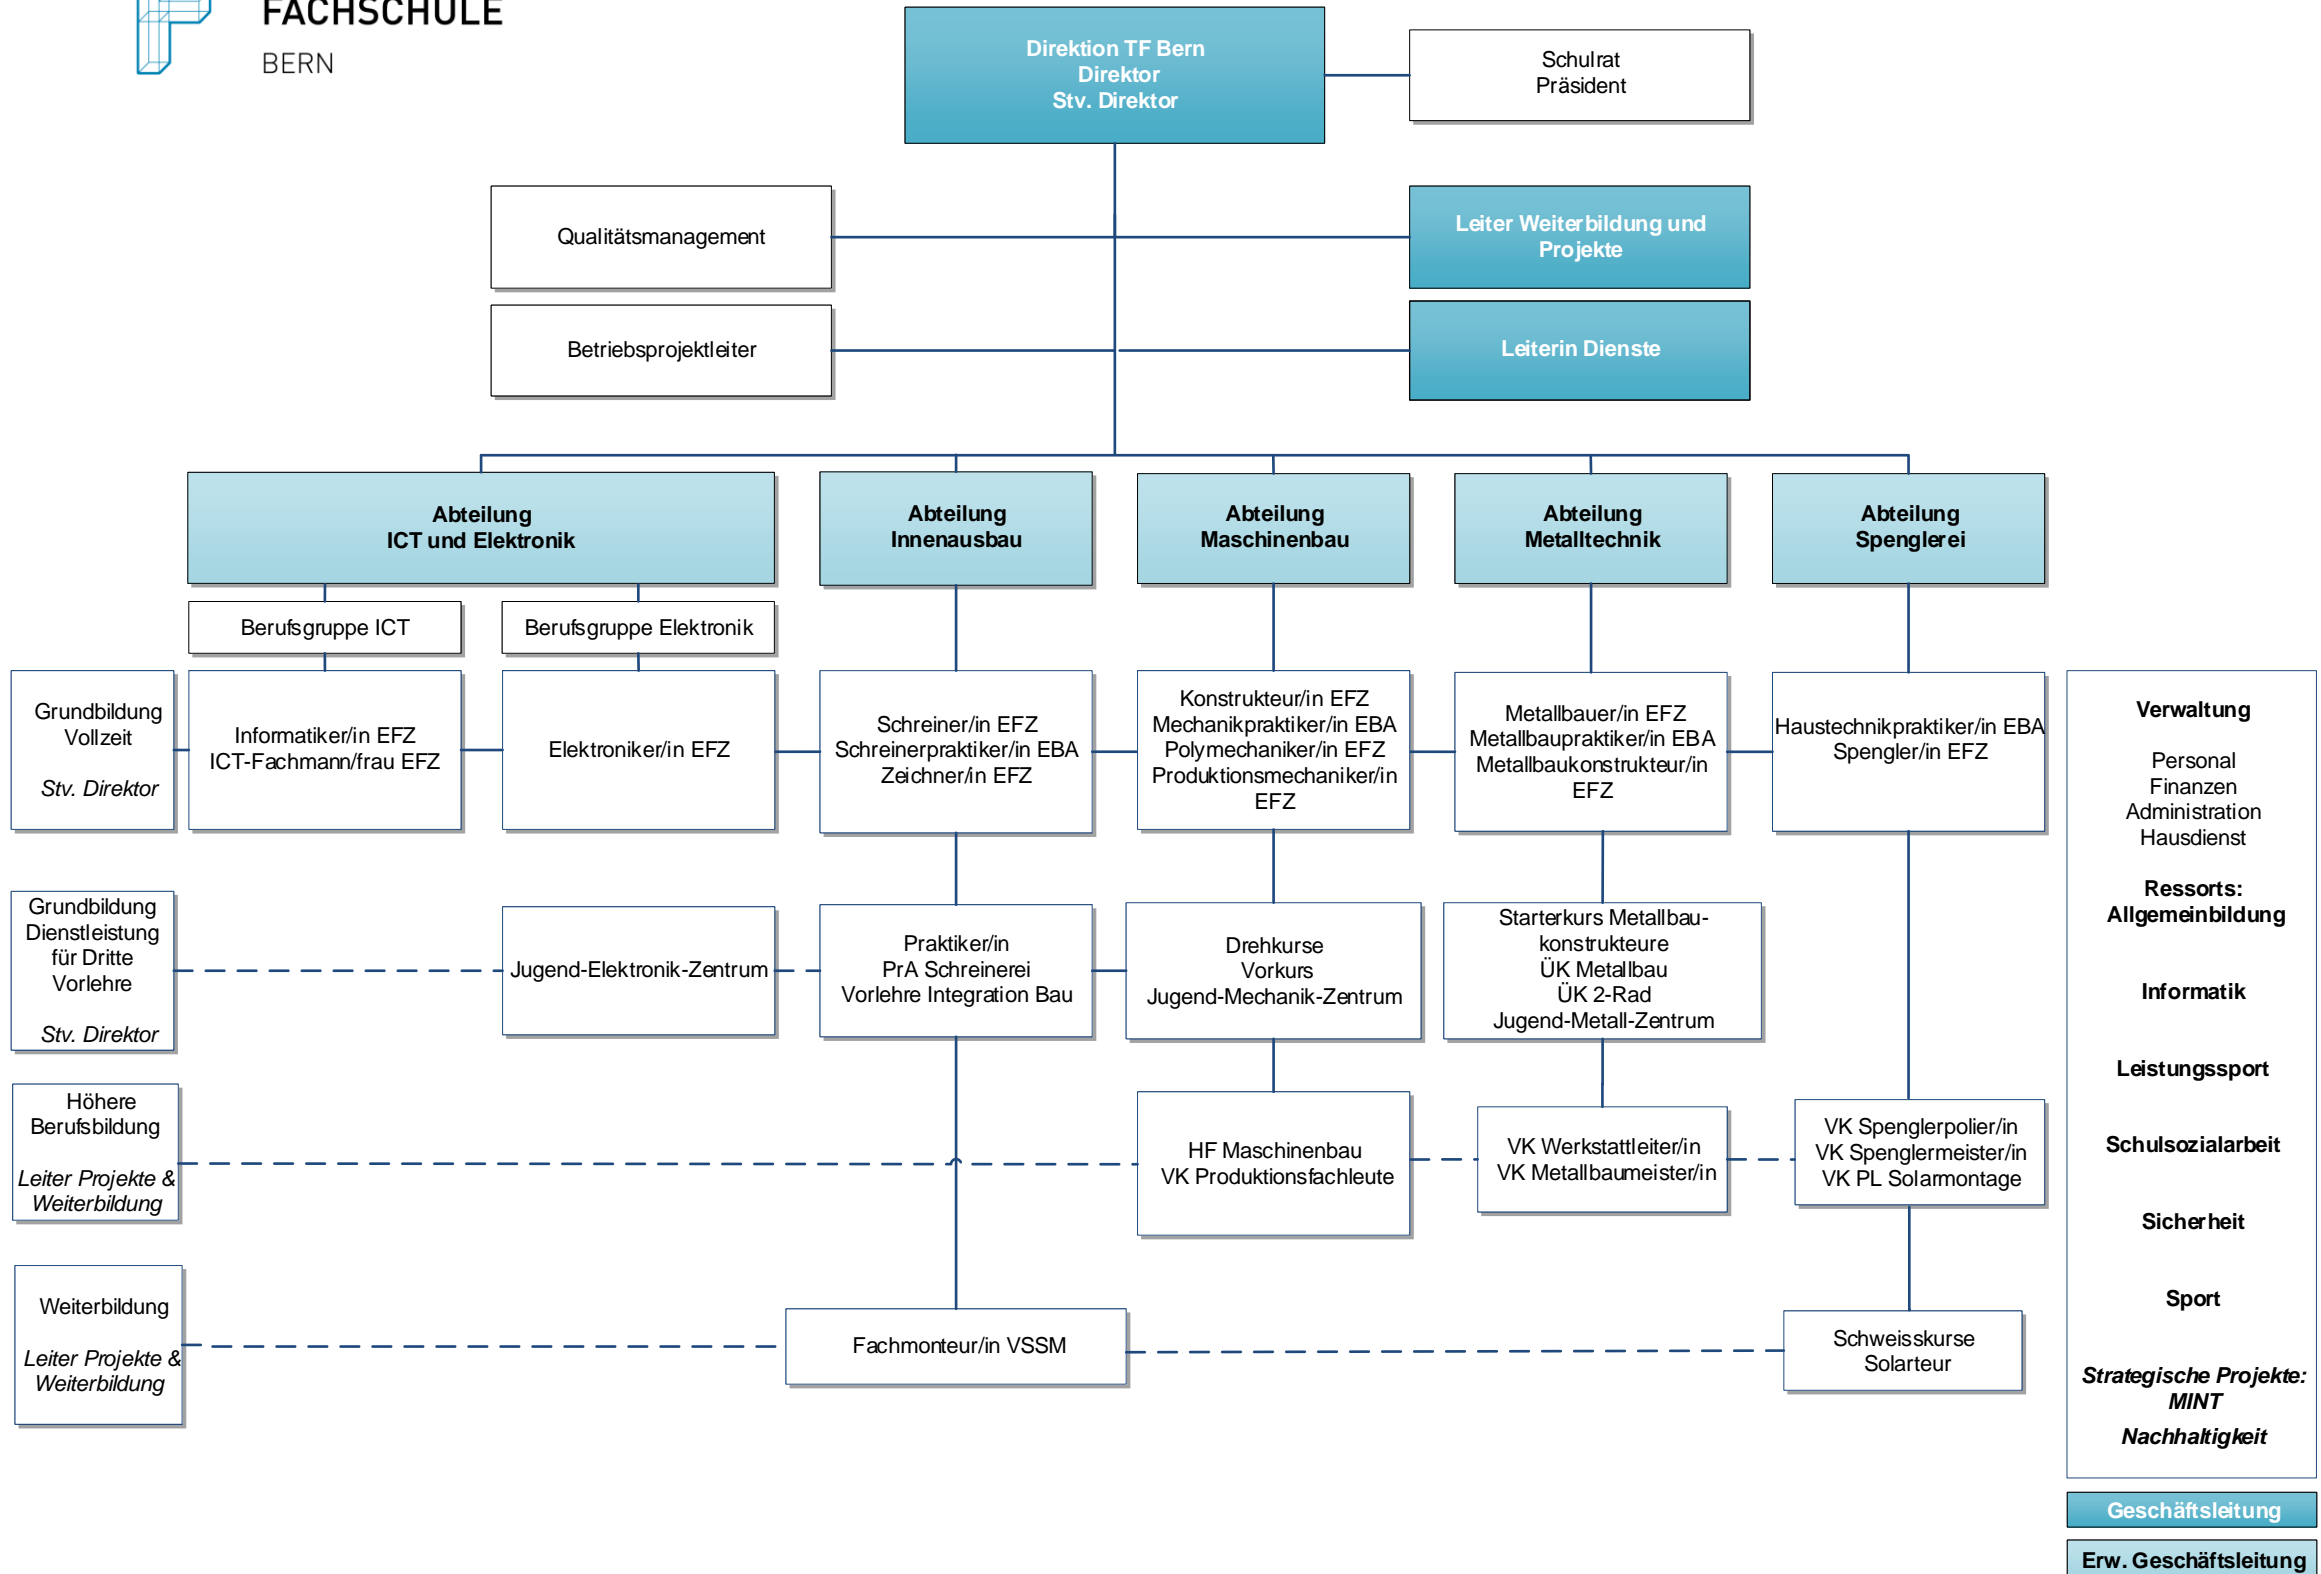 FACHSCHULE
BERN
Direktion TF Bern
Direktor
Stv. Direktor
Schulrat
Präsident
Qualitätsmanagement
Leiter Weiterbildung und
Projekte
Betriebsprojektleiter
Leiterin Dienste
Abteilung
ICT und Elektronik
Abteilung
Innenausbau
Abteilung
Maschinenbau
Abteilung
Metalltechnik
Abteilung
Spenglerei
Berufsgruppe ICT
Berufsgruppe Elektronik
Grundbildung
Vollzeit
Stv. Direktor
Informatiker/in EFZ
ICT-Fachmann/frau EFZ
Elektroniker/in EFZ
Schreiner/in EFZ
Schreinerpraktiker/in EBA
Zeichner/in EFZ
Konstrukteur/in EFZ
Mechanikpraktiker/in EBA
Polymechaniker/in EFZ
Produktionsmechaniker/in
EFZ
Metallbauer/in EFZ
Metallbaupraktiker/in EBA
Metallbaukonstrukteur/in
EFZ
Haustechnikpraktiker/in EBA
Spengler/in EFZ
Grundbildung
Dienstleistung
für Dritte
Vorlehre
Stv. Direktor
Jugend-Elektronik-Zentrum
Praktiker/in
PrA Schreinerei
Vorlehre Integration Bau
Drehkurse
Vorkurs
Jugend-Mechanik-Zentrum
Starterkurs Metallbau-
konstrukteure
ÜK Metallbau
ÜK 2-Rad
Jugend-Metall-Zentrum
Höhere
Berufsbildung
Leiter Projekte &
Weiterbildung
HF Maschinenbau
VK Produktionsfachleute
VK Werkstattleiter/in
VK Metallbaumeister/in
VK Spenglerpolier/in
VK Spenglermeister/in
VK PL Solarmontage
Weiterbildung
Leiter Projekte &
Weiterbildung
Fachmonteur/in VSSM
Schweisskurse
Solarteur
Verwaltung
Personal
Finanzen
Administration
Hausdienst
Ressorts:
Allgemeinbildung
Informatik
Leistungssport
Schulsozialarbeit
Sicherheit
Sport
Strategische Projekte:
MINT
Nachhaltigkeit
Geschäftsleitung
Erw. Geschäftsleitung